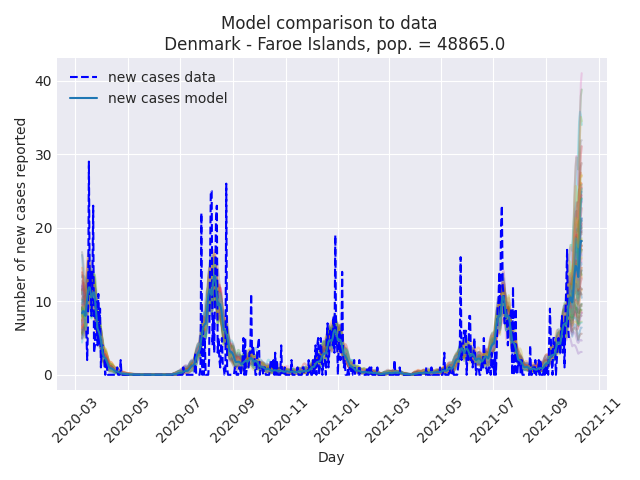 Model comparison to data
Denmark - Faroe Islands, pop. = 48865.0
new cases data
new cases model
Number of new cases reported
40
30
20
10
0
2020-03
2020-05
2020-07
2020-09
2020-11
2021-01
2021-03
2021-05
2021-07
2021-09
2021-11
Day